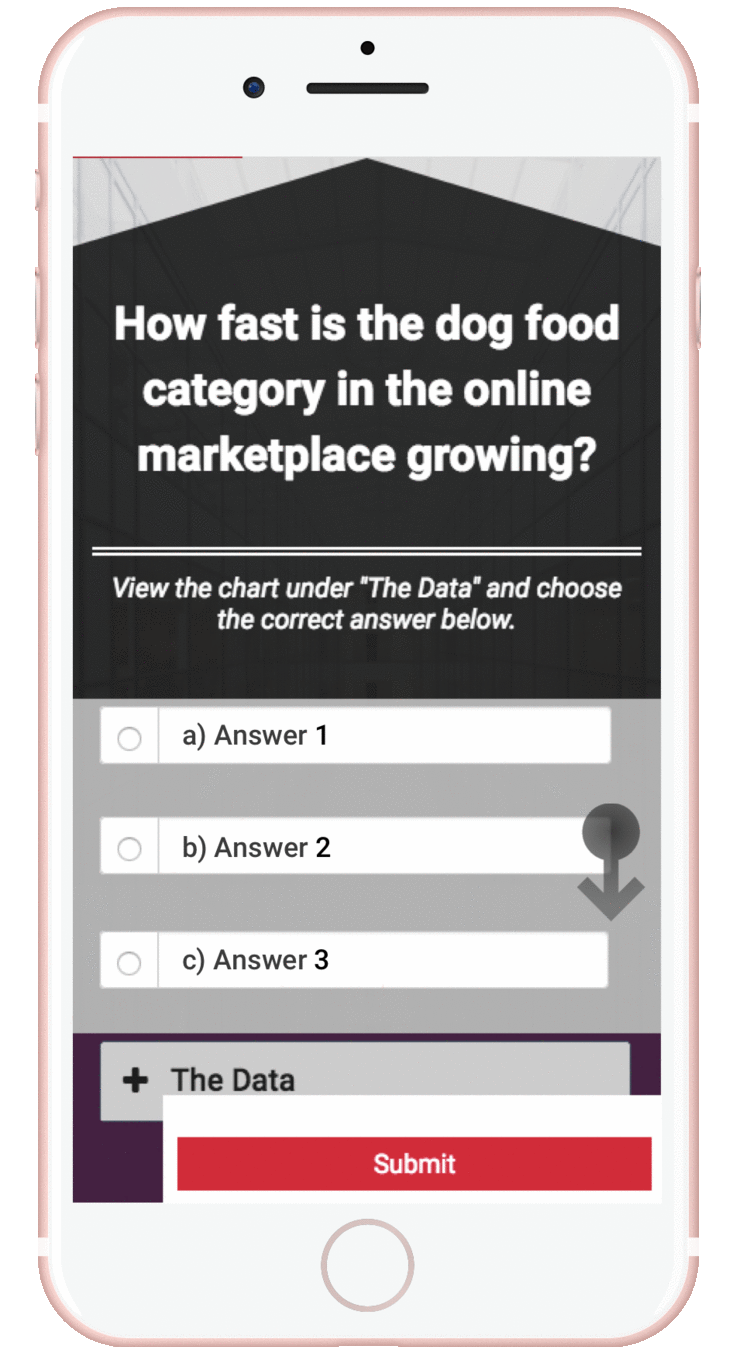 How fast is the dog food
category in the online
marketplace growing?
View the chart under "The Data" and choose
the correct answer below.
a) Answer 1
b) Answer 2
c) Answer 3
+ The Data
Submit